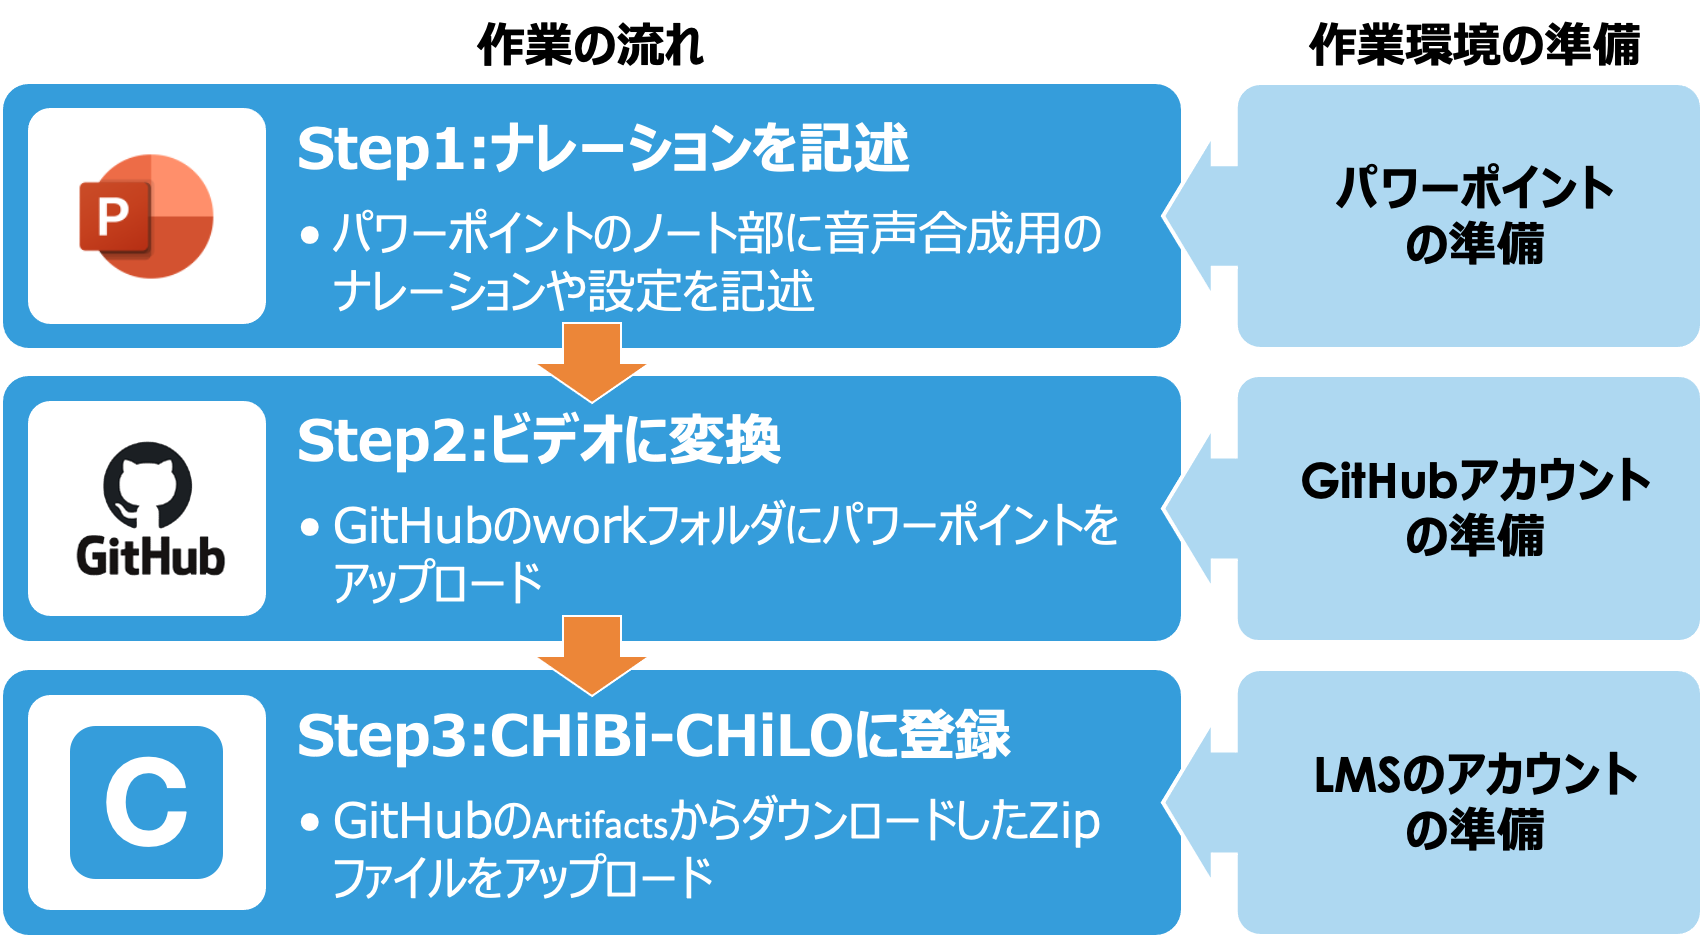 作業の流れ
作業環境の準備
P
Step1:ナレーションを記述
• パワーポイントのノート部に音声合成用の
ナレーションや設定を記述
パワーポイント
の準備
GitHub
Step2:ビデオに変換
• GitHubのworkフォルダにパワーポイントを
アップロード
GitHubアカウント
の準備
C
Step3:CHiBi-CHiLOに登録
• GitHubのArtifactsからダウンロードしたZip
ファイルをアップロード
LMSのアカウント
の準備